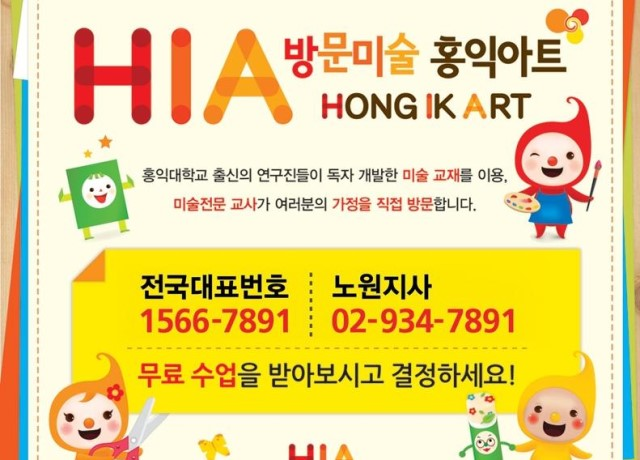 HIA 방문미술 홍익아트
HONG IK ART
홍익대학교 출신의 연구진들이 독자 개발한 미술 교재를 이용,
미술전문 교사가 여러분의 가정을 직접 방문합니다.
전국대표번호 노원지사
1566-7891 02-934-7891
무료 수업을 받아보시고 결정하세요!
HIA